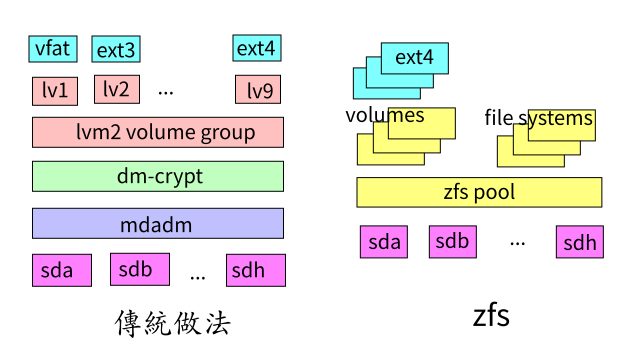 vfat ext3 ext4
lv1 lv2 ... lv9
lvm2 volume group
dm-crypt
mdadm
sda sdb ... sdh
傳統做法
ext4
volumes file systems
zfs pool
sda sdb ... sdh
zfs